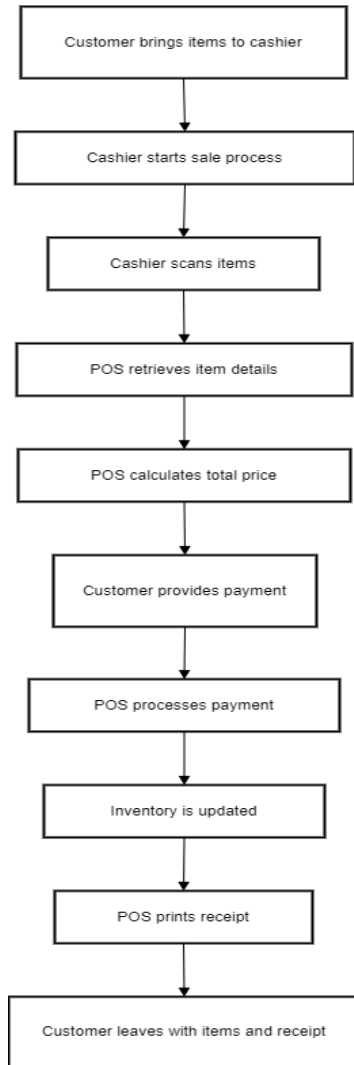 Customer brings items to cashier
Cashier starts sale process
Cashier scans items
POS retrieves item details
POS calculates total price
Customer provides payment
POS processes payment
Inventory is updated
POS prints receipt
Customer leaves with items and receipt